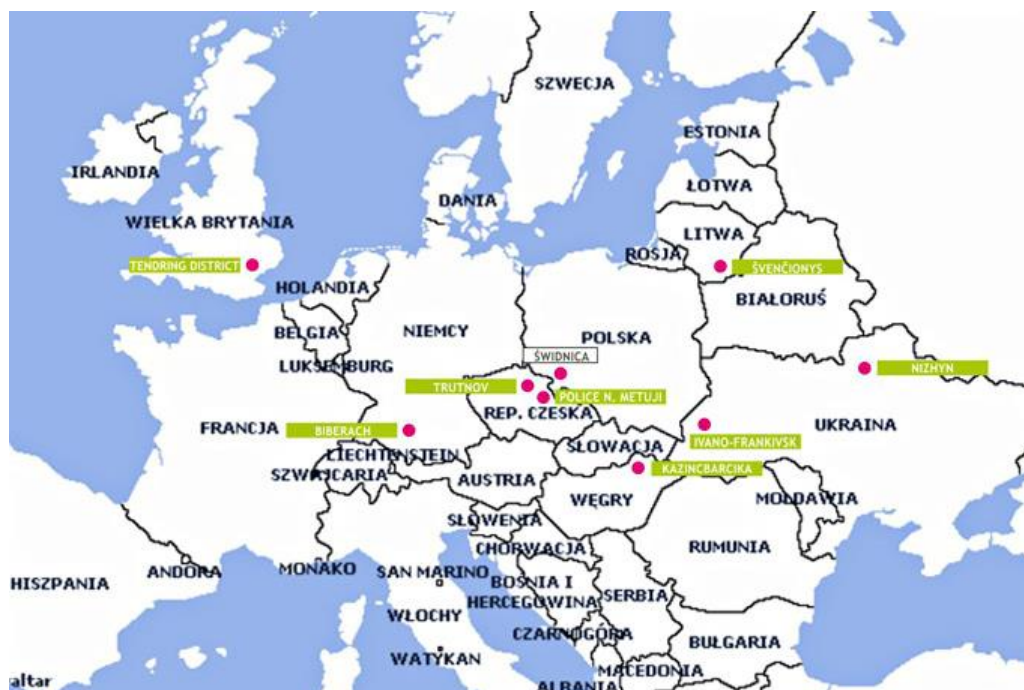 SZWECJA
ESTONIA
IRLANDIA
ŁOTWA
DANIA
WIELKA BRYTANIA
LITWA
ROSJA
TENDRING DISTRICT
ŠVENČIONYS
HOLANDIA
BIAŁORUŚ
BELGIA
NIEMCY
POLSKA
ŚWIDNICA
LUKSEMBURG
NIZHYN
TRUTNOV
POLICE N. METUJI
REP. CZESKA
FRANCJA
BIBERACH
UKRAINA
IVANO-FRANKIVSK
SŁOWACJA
LIECHTENSTEIN
KAZINCBARCIKA
SZWAJCARIA
AUSTRIA
WĘGRY
MOŁDAWIA
SŁOWENIA
CHORWACJA
RUMUNIA
ANDORA
MONAKO
SAN MARINO
HISZPANIA
BOŚNIA I
HERCEGOWINA
SERBIA
WŁOCHY
CZARNOGÓRA
BUŁGARIA
WATYKAN
MACEDONIA
altar
ALBANIA